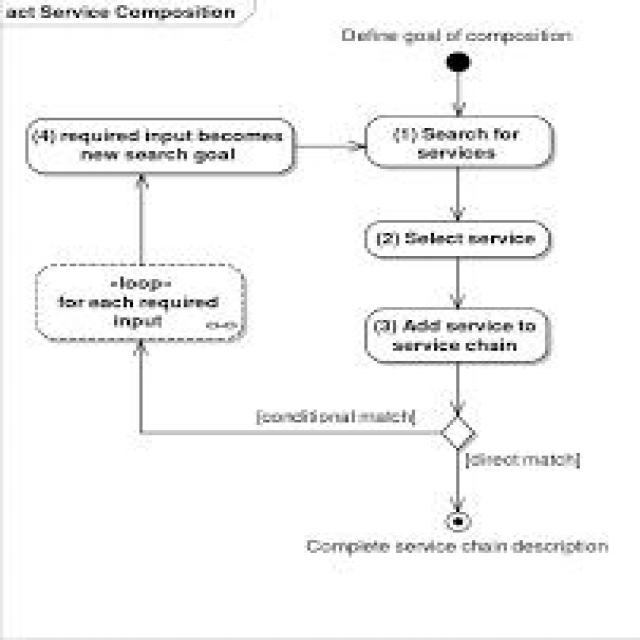 act Service Composition
Define goal of composition
(4) required input becomes
new search goal
(1) Search for
services
(2) Select service
«loop»
for each required
input
(3) Add service to
service chain
[conditional match]
[direct match]
Complete service chain description